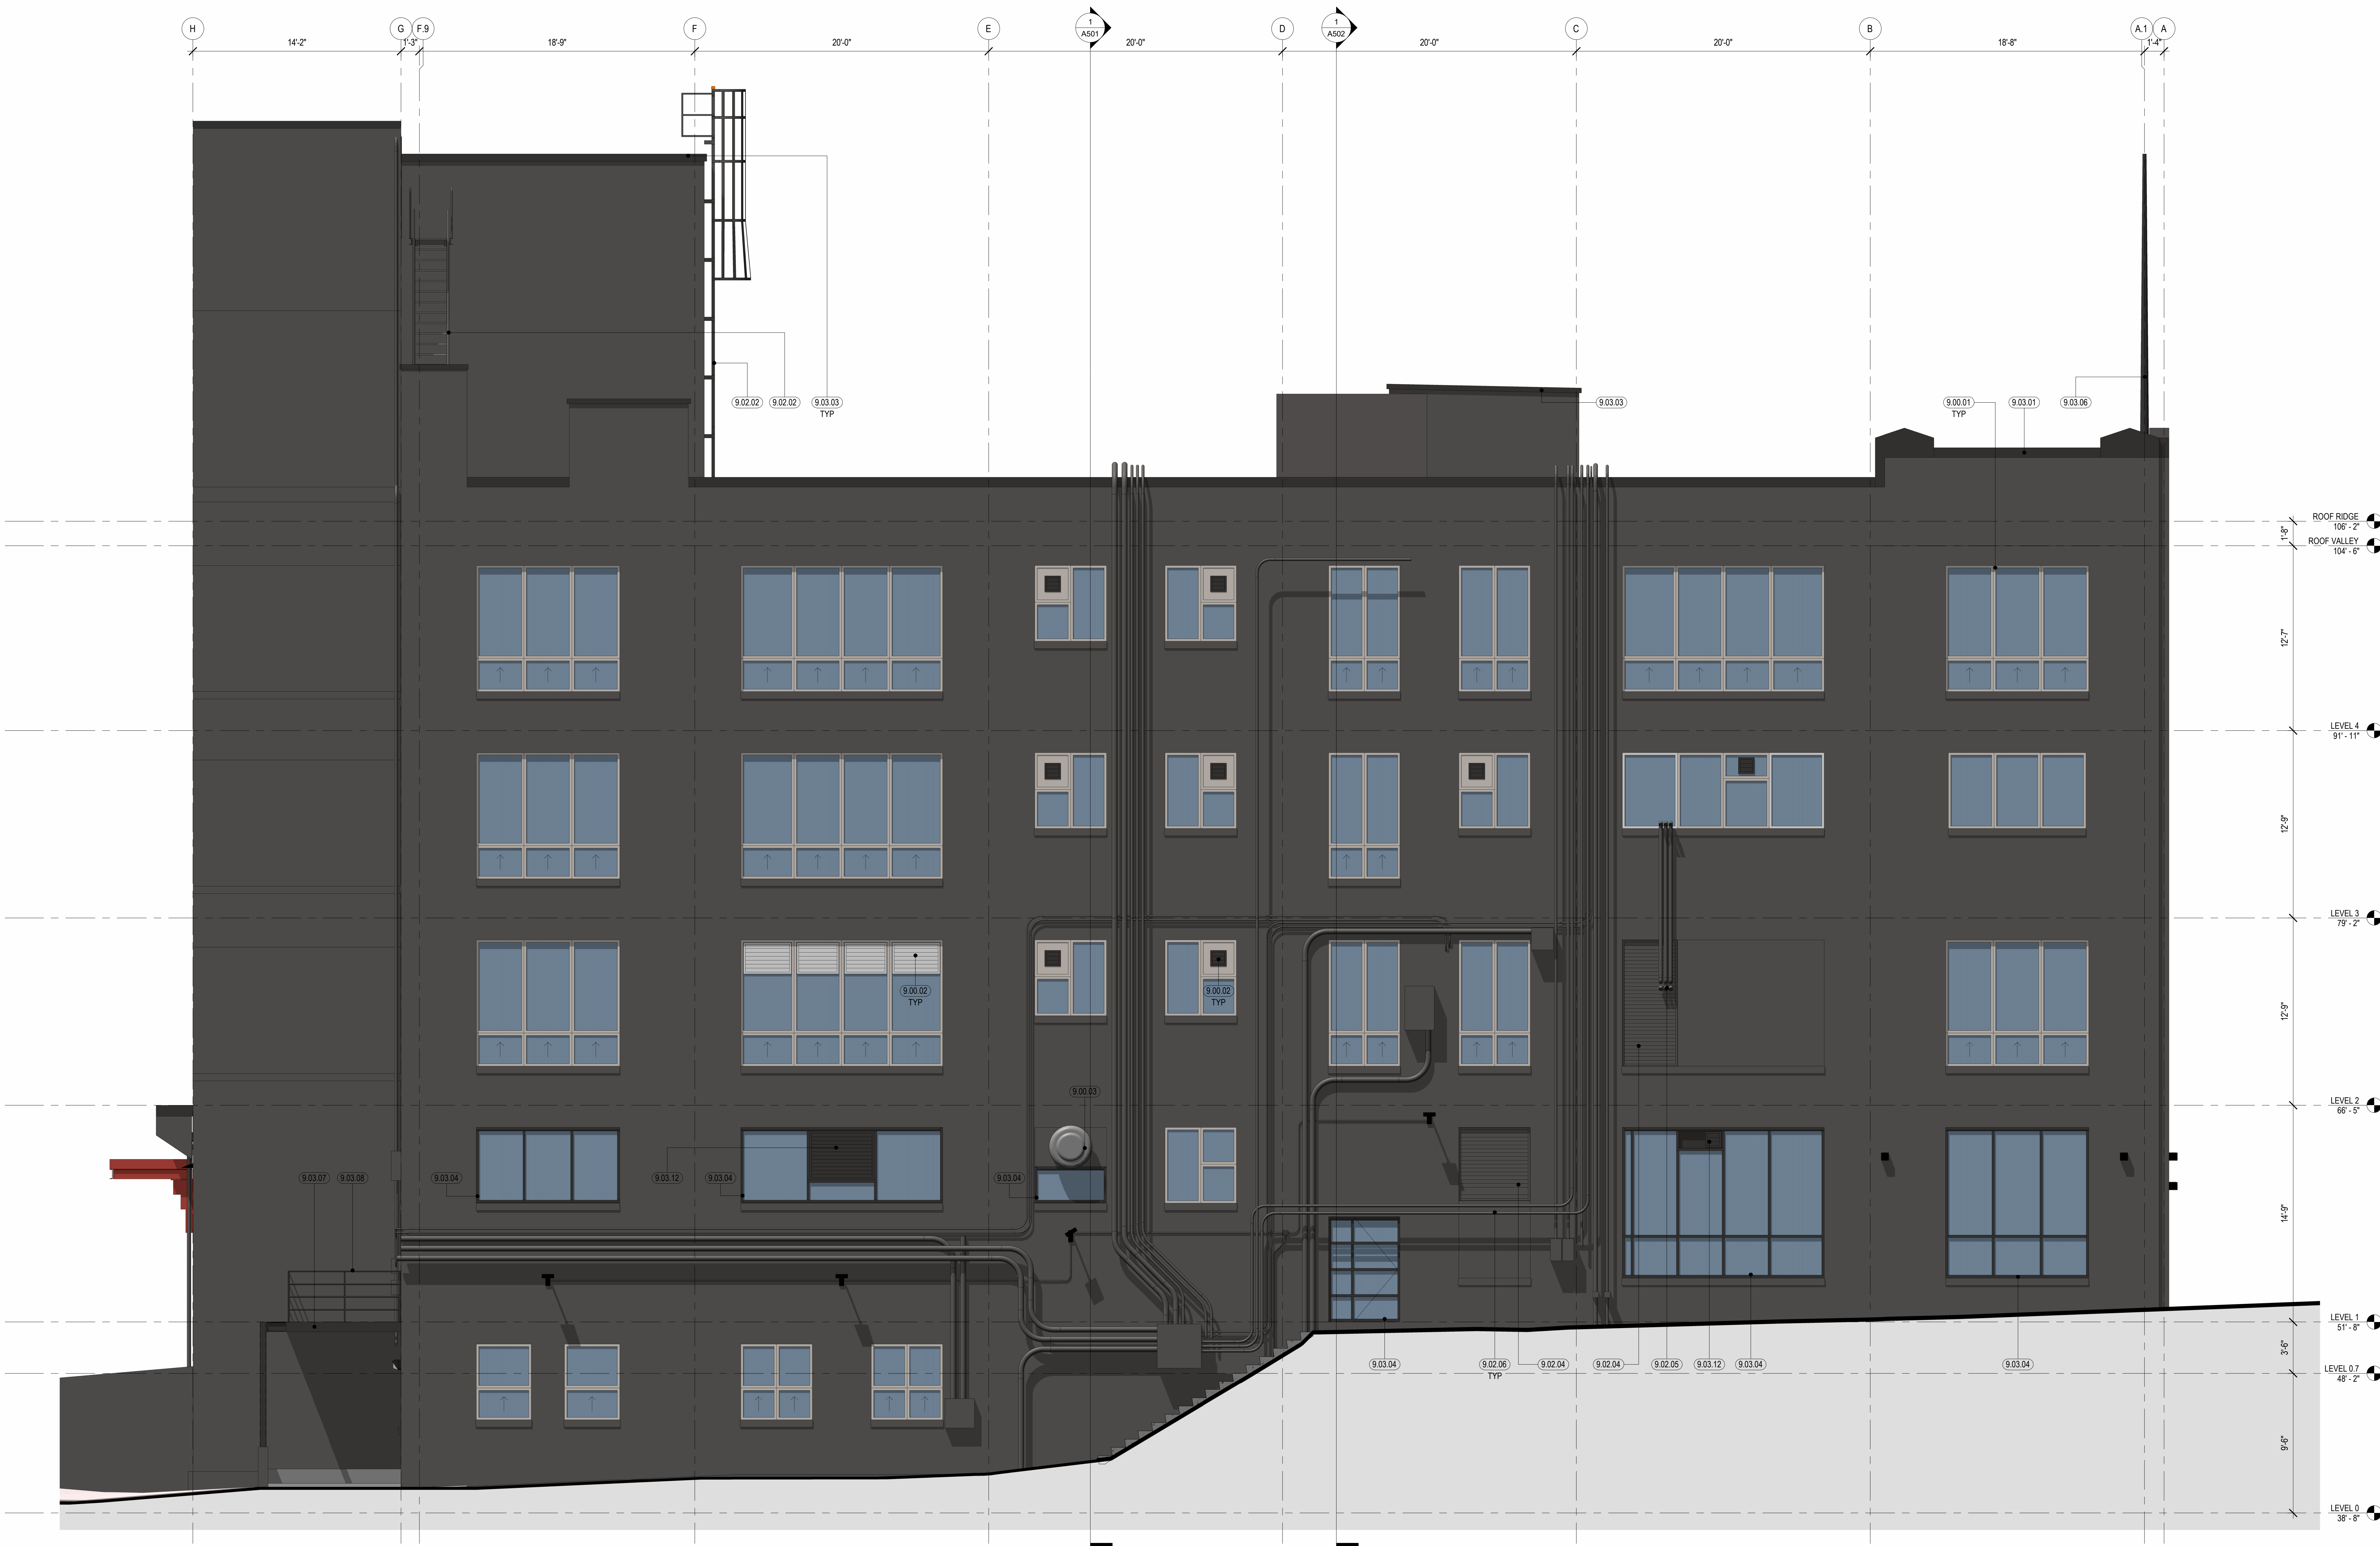 H
G
F.9
F
E
1
A501
D
1
A502
C
B
A.1
A
14'-2"
1'-3"
18'-9"
20'-0"
20'-0"
20'-0"
20'-0"
18'-8"
1'-4"
9.02.02
9.02.02
9.03.03
TYP
9.03.03
9.00.01
TYP
9.03.01
9.03.06
ROOF RIDGE
106' - 2"
1'-8"
ROOF VALLEY
104' - 6"
12'-7"
LEVEL 4
91' - 11"
12'-9"
LEVEL 3
79' - 2"
9.00.02
TYP
9.00.02
TYP
12'-9"
9.00.03
LEVEL 2
66' - 5"
9.03.07
9.03.08
9.03.04
9.03.12
9.03.04
9.03.04
14'-9"
LEVEL 1
51' - 8"
3'-6"
9.03.04
9.02.06
TYP
9.02.04
9.02.04
9.02.05
9.03.12
9.03.04
9.03.04
LEVEL 0.7
48' - 2"
9'-6"
LEVEL 0
38' - 8"